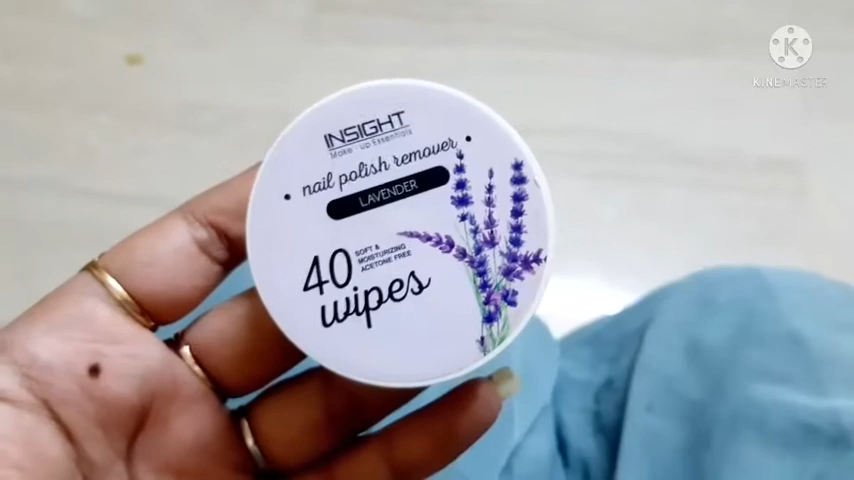 INSIGHT
Make-up Essentials
• nail polish remover •
LAVENDER
40
SOFT &
MOISTURIZING
ACETONE FREE
wipes
K
KINEMASTER